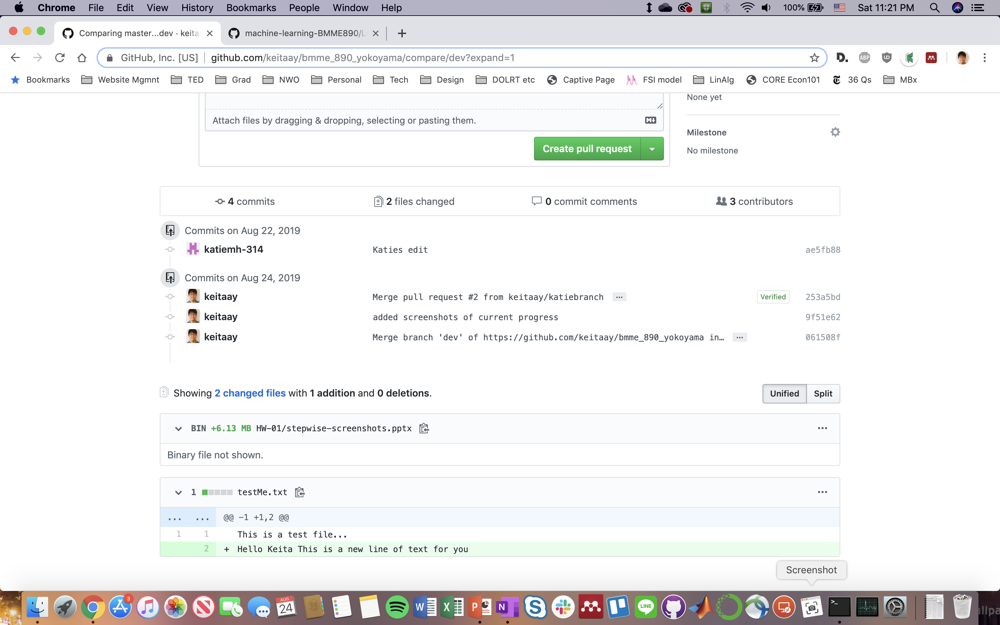 Chrome File Edit View History Bookmarks People Window Help 100% Sat 11:21 PM
Comparing master...dev · keita machine-learning-BMME890/L
GitHub, Inc. [US] github.com/keitaay/bmme_890_yokoyama/compare/dev?expand=1 D. ABP
Bookmarks Website Mgmnt TED Grad NWO Personal Tech Design DOLRT etc Captive Page FSI model LinAlg CORE Econ101 36 Qs MBx
None yet
Attach files by dragging & dropping, selecting or pasting them.
Milestone
Create pull request
No milestone
4 commits 2 files changed 0 commit comments 3 contributors
Commits on Aug 22, 2019
katiemh-314 Katies edit ae5fb88
Commits on Aug 24, 2019
keitaay Merge pull request #2 from keitaay/katiebranch ... Verified 253a5bd
keitaay added screenshots of current progress 9f51e62
keitaay Merge branch 'dev' of https://github.com/keitaay/bmme_890_yokoyama in… ... 061508f
Showing 2 changed files with 1 addition and 0 deletions. Unified Split
BIN +6.13 MB HW-01/stepwise-screenshots.pptx ...
Binary file not shown.
1 testMe.txt ...
... ... @@ -1 +1,2 @@
1 1 This is a test file...
2 + Hello Keita This is a new line of text for you
Screenshot
3
AUG
24
W X P N S LINE >_
allpa